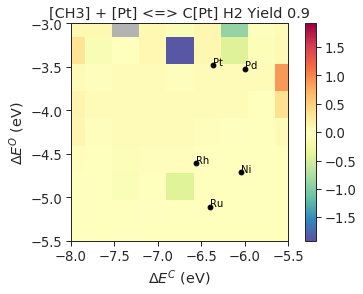 [CH3] + [Pt] <=> C[Pt] H2 Yield 0.9
−3.0
−3.5
−4.0
−4.5
−5.0
−5.5
ΔE^O (eV)
Pt
Pd
Rh
Ni
Ru
−8.0
−7.5
−7.0
−6.5
−6.0
−5.5
ΔE^C (eV)
1.5
1.0
0.5
0.0
−0.5
−1.0
−1.5